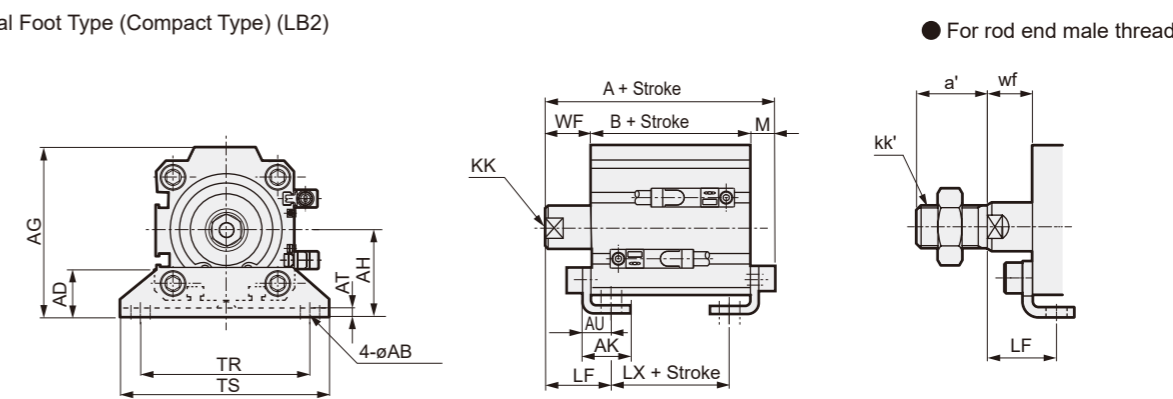 al Foot Type (Compact Type) (LB2)
● For rod end male thread
A + Stroke
WF
B + Stroke
M
KK
AG
AD
AT
AH
4-øAB
TR
TS
AU
AK
LF
LX + Stroke
a'
wf
kk'
LF